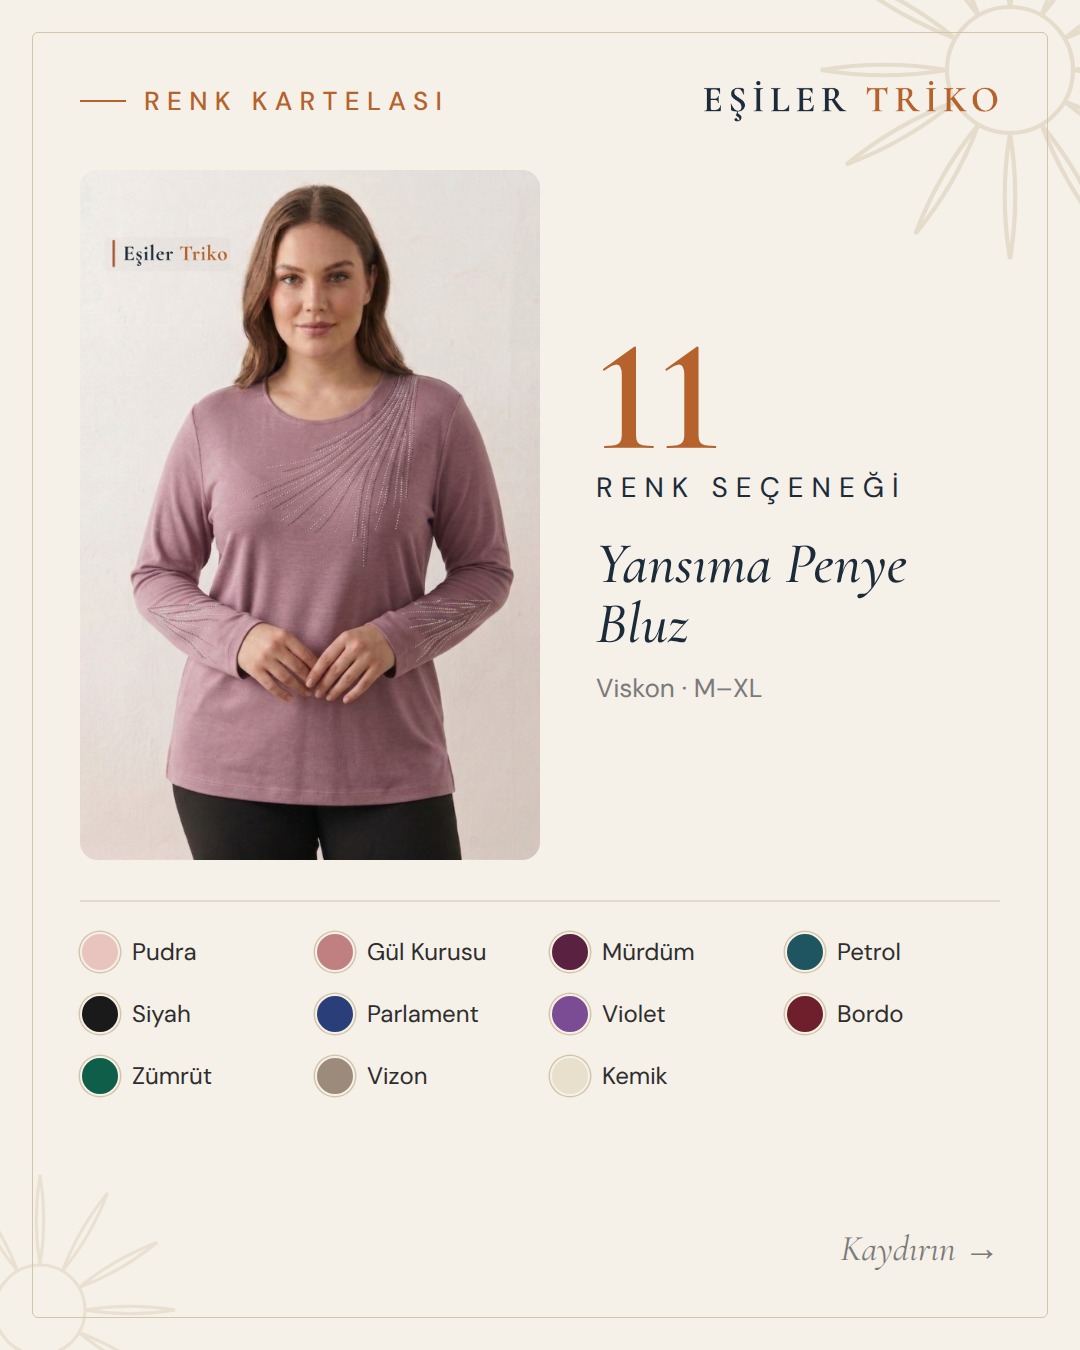 RENK KARTELASI
EŞİLER TRİKO
Eşiler Triko
11
RENK SEÇENEĞİ
Yansıma Penye
Bluz
Viskon · M–XL
Pudra
Gül Kurusu
Mürdüm
Petrol
Siyah
Parlament
Violet
Bordo
Zümrüt
Vizon
Kemik
Kaydırın →